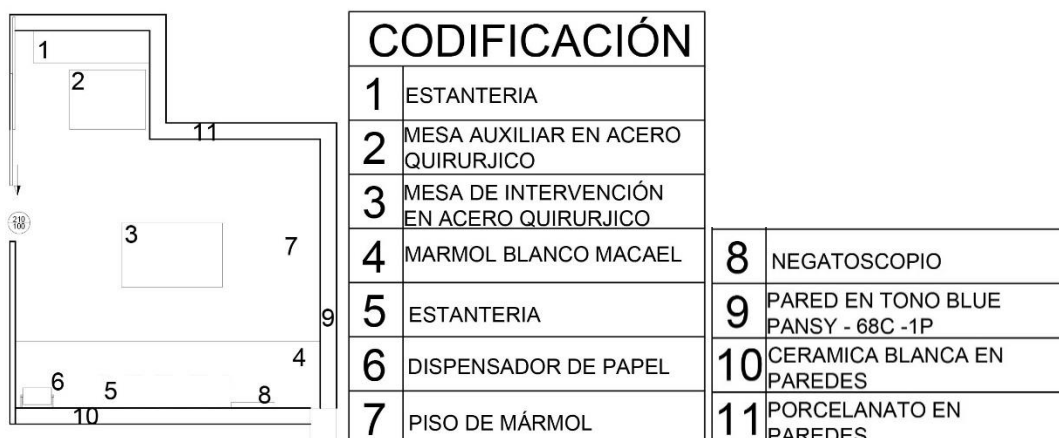 1
2
11
210
100
3
7
9
4
6
5
8
10
CODIFICACIÓN
1 ESTANTERIA
2 MESA AUXILIAR EN ACERO
QUIRURJICO
3 MESA DE INTERVENCIÓN
EN ACERO QUIRURJICO
4 MARMOL BLANCO MACAEL
5 ESTANTERIA
6 DISPENSADOR DE PAPEL
7 PISO DE MÁRMOL
8 NEGATOSCOPIO
9 PARED EN TONO BLUE
PANSY - 68C -1P
10 CERAMICA BLANCA EN
PAREDES
11 PORCELANATO EN
PAREDES